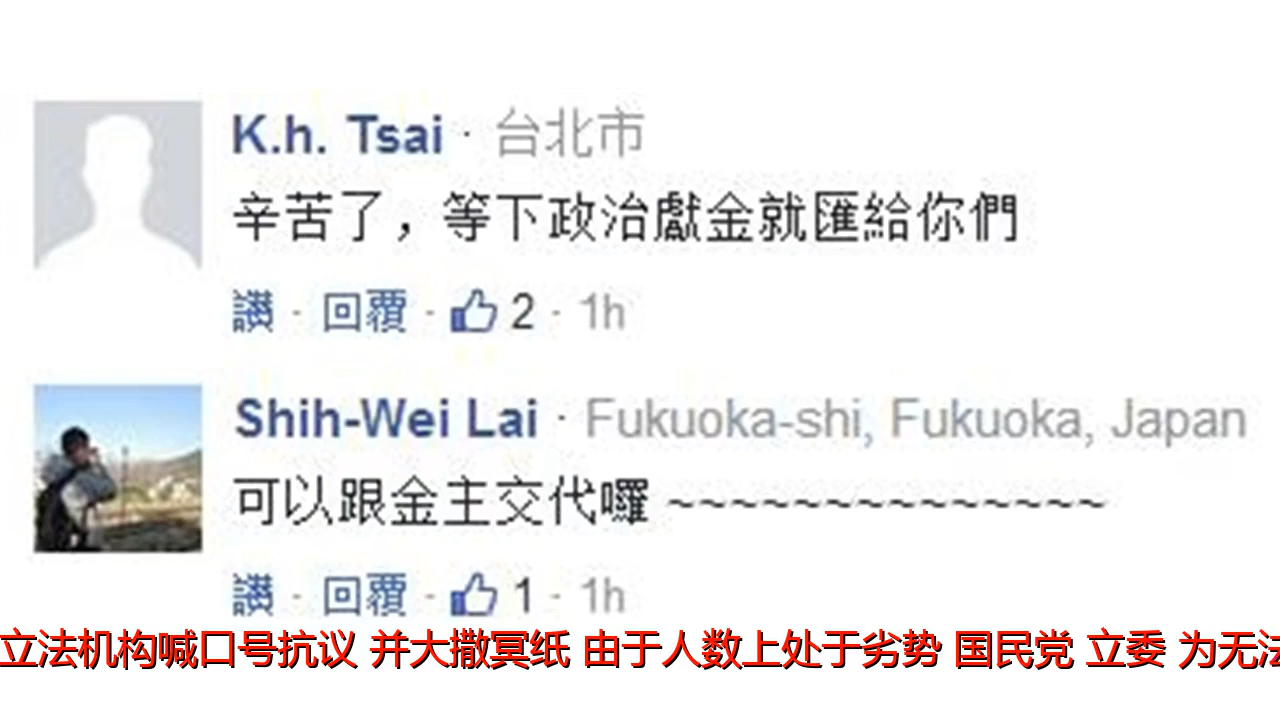 K.h. Tsai · 台北市
辛苦了，等下政治獻金就匯給你們
讚 · 回覆 · 2 · 1h
Shih-Wei Lai · Fukuoka-shi, Fukuoka, Japan
可以跟金主交代囉 ~~~~~~~~~~~~~~
讚 · 回覆 · 1 · 1h
立法机构喊口号抗议 并大撒冥纸 由于人数上处于劣势 国民党 立委 为无法